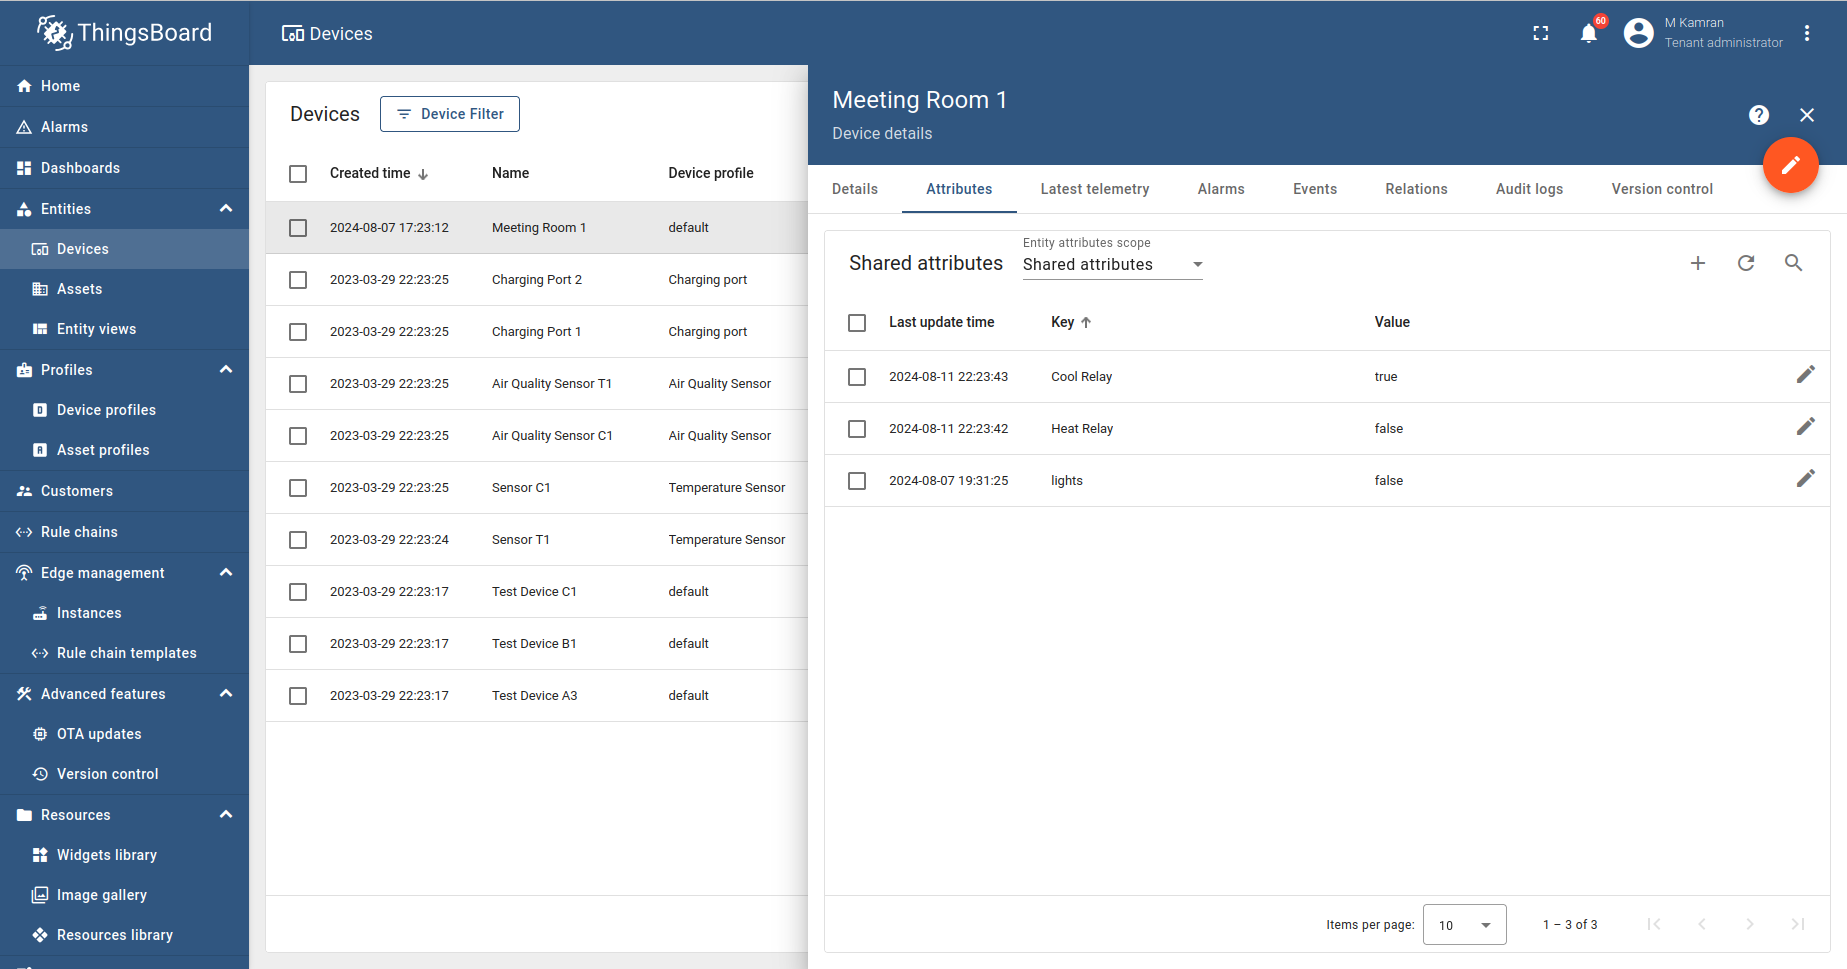 ThingsBoard
Devices
60
M Kamran
Tenant administrator
Home
Alarms
Dashboards
Entities
Devices
Assets
Entity views
Profiles
Device profiles
Asset profiles
Customers
Rule chains
Edge management
Instances
Rule chain templates
Advanced features
OTA updates
Version control
Resources
Widgets library
Image gallery
Resources library
Devices
Device Filter
Created time Name Device profile
2024-08-07 17:23:12 Meeting Room 1 default
2023-03-29 22:23:25 Charging Port 2 Charging port
2023-03-29 22:23:25 Charging Port 1 Charging port
2023-03-29 22:23:25 Air Quality Sensor T1 Air Quality Sensor
2023-03-29 22:23:25 Air Quality Sensor C1 Air Quality Sensor
2023-03-29 22:23:25 Sensor C1 Temperature Sensor
2023-03-29 22:23:24 Sensor T1 Temperature Sensor
2023-03-29 22:23:17 Test Device C1 default
2023-03-29 22:23:17 Test Device B1 default
2023-03-29 22:23:17 Test Device A3 default
Meeting Room 1
Device details
Details Attributes Latest telemetry Alarms Events Relations Audit logs Version control
Entity attributes scope
Shared attributes Shared attributes
Last update time Key Value
2024-08-11 22:23:43 Cool Relay true
2024-08-11 22:23:42 Heat Relay false
2024-08-07 19:31:25 lights false
Items per page: 10 1 – 3 of 3